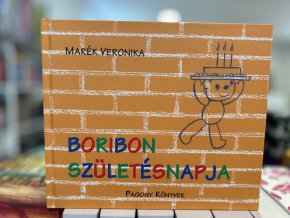 MARÉK VERONIKA
BORIBON
SZÜLETÉSNAPJA
PAGONY KÖNYVEK